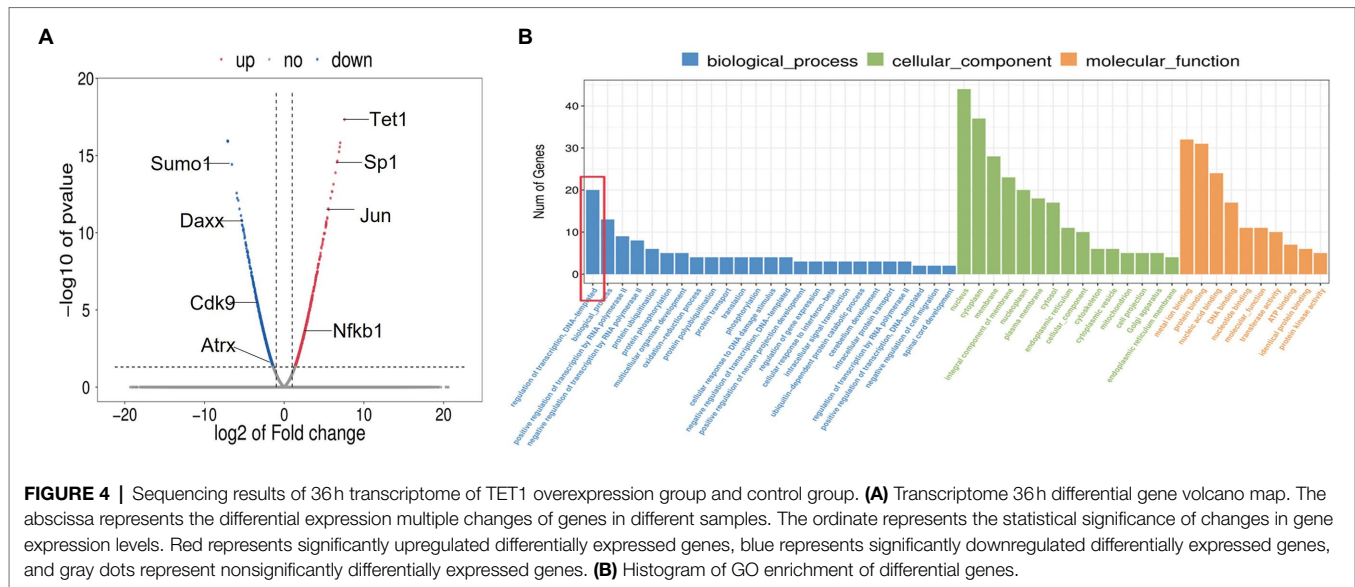 A
up no down
20
15
10
5
0
−log10 of pvalue
Tet1
Sp1
Sumo1
Jun
Daxx
Cdk9
Nfkb1
Atrx
−20 −10 0 10 20
log2 of Fold change
B
biological_process cellular_component molecular_function
Num of Genes
40
30
20
10
0
regulation of transcription, DNA-templated
biological_process
positive regulation of transcription by RNA polymerase II
negative regulation of transcription by RNA polymerase II
protein ubiquitination
protein phosphorylation
multicellular organism development
oxidation-reduction process
protein polyubiquitination
protein transport
translation
phosphorylation
cellular response to DNA damage stimulus
negative regulation of transcription, DNA-templated
positive regulation of neuron projection development
regulation of gene expression
cellular response to interferon-beta
intracellular signal transduction
ubiquitin-dependent protein catabolic process
cerebellum development
intracellular protein transport
regulation of transcription by RNA polymerase II
positive regulation of transcription, DNA-templated
negative regulation of cell migration
spinal cord development
nucleus
cytoplasm
membrane
integral component of membrane
nucleoplasm
plasma membrane
cytosol
endoplasmic reticulum
cellular_component
cytoskeleton
cytoplasmic vesicle
mitochondrion
cell projection
Golgi apparatus
endoplasmic reticulum membrane
metal ion binding
protein binding
nucleic acid binding
DNA binding
nucleotide binding
molecular_function
transferase activity
ATP binding
identical protein binding
protein kinase activity
FIGURE 4 | Sequencing results of 36 h transcriptome of TET1 overexpression group and control group. (A) Transcriptome 36 h differential gene volcano map. The
abscissa represents the differential expression multiple changes of genes in different samples. The ordinate represents the statistical significance of changes in gene
expression levels. Red represents significantly upregulated differentially expressed genes, blue represents significantly downregulated differentially expressed genes,
and gray dots represent nonsignificantly differentially expressed genes. (B) Histogram of GO enrichment of differential genes.